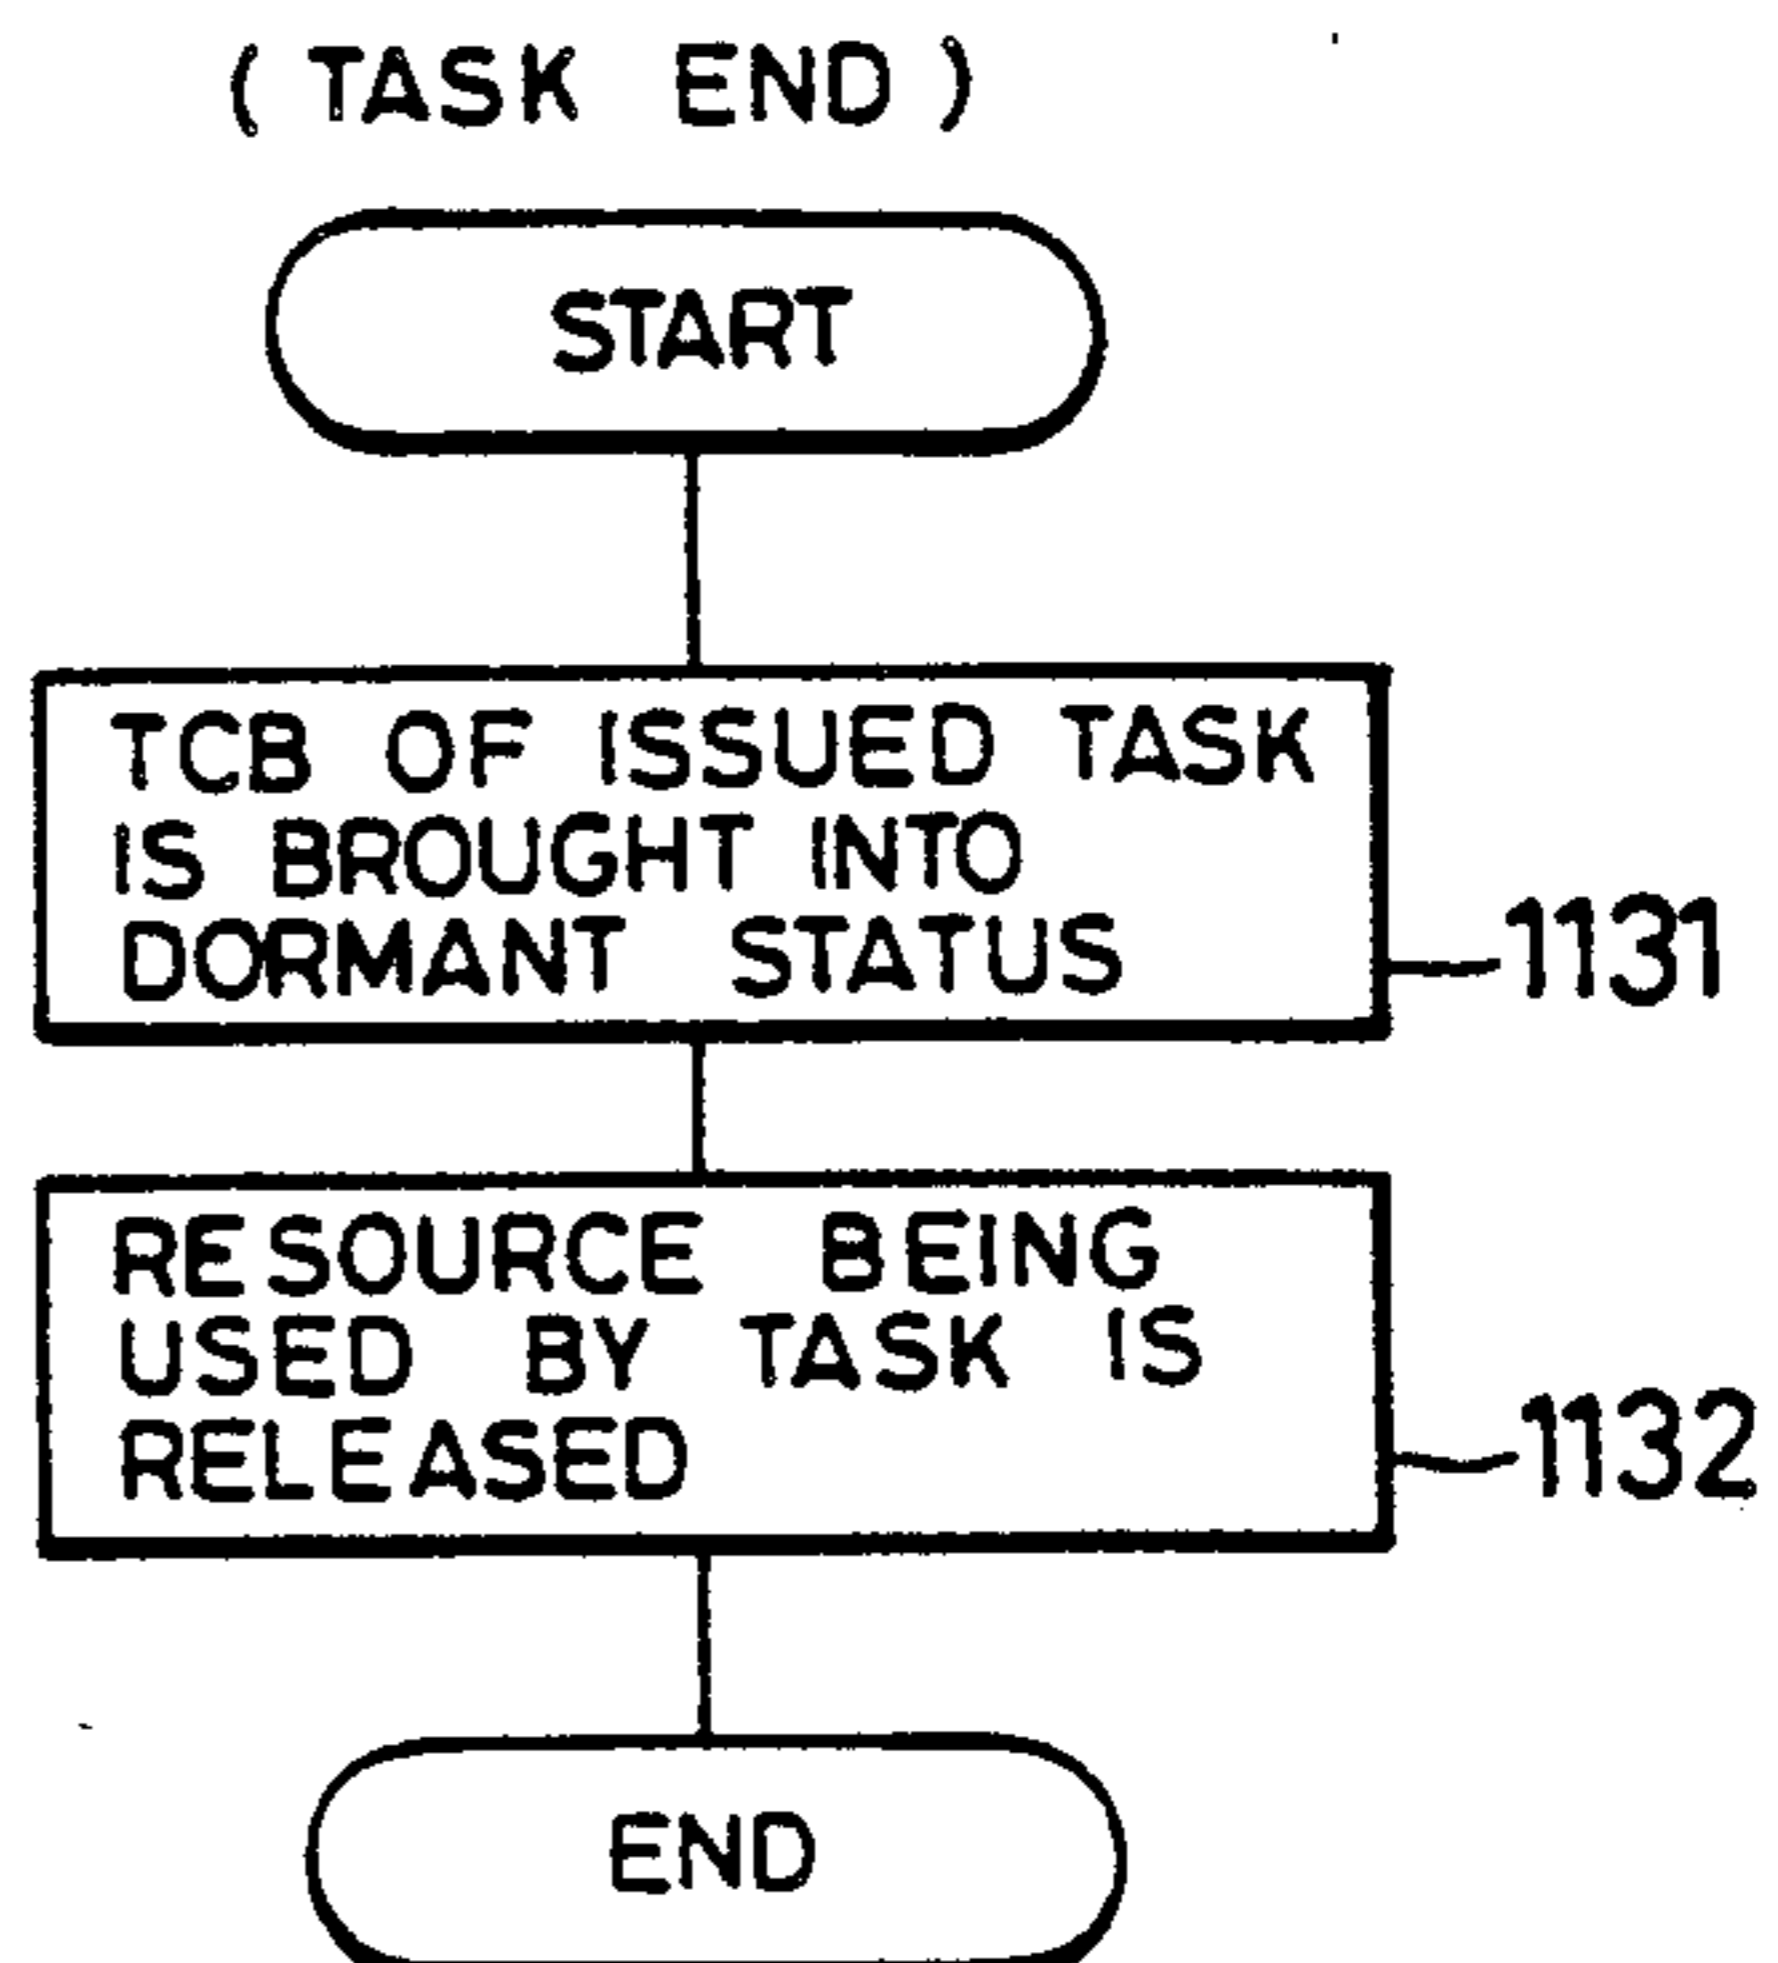 ( TASK END )
START
TCB OF ISSUED TASK
IS BROUGHT INTO
DORMANT STATUS
1131
RESOURCE BEING
USED BY TASK IS
RELEASED
1132
END